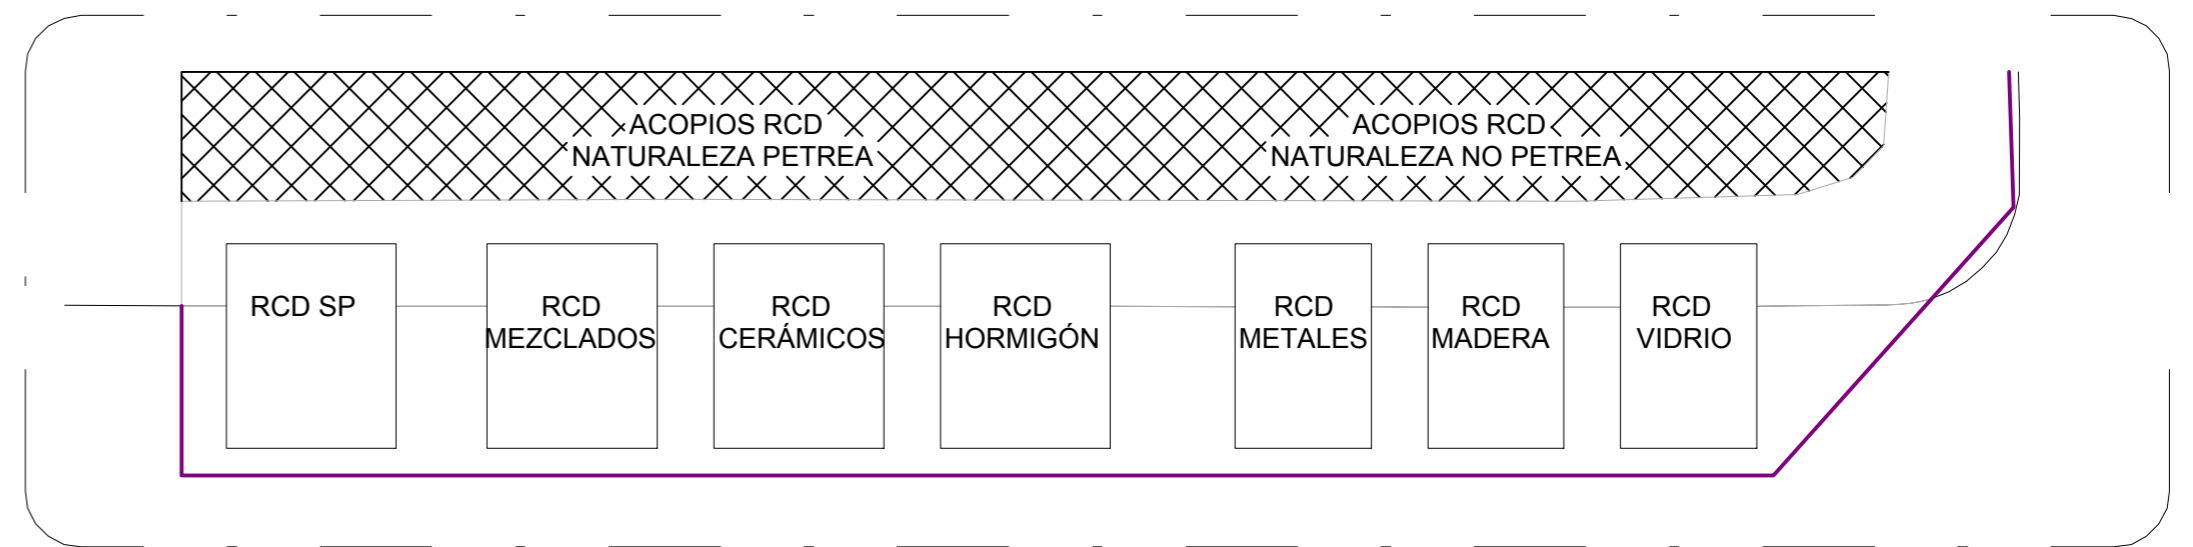 ACOPIOS RCD
NATURALEZA PETREA
ACOPIOS RCD
NATURALEZA NO PETREA
RCD SP
RCD
MEZCLADOS
RCD
CERÁMICOS
RCD
HORMIGÓN
RCD
METALES
RCD
MADERA
RCD
VIDRIO